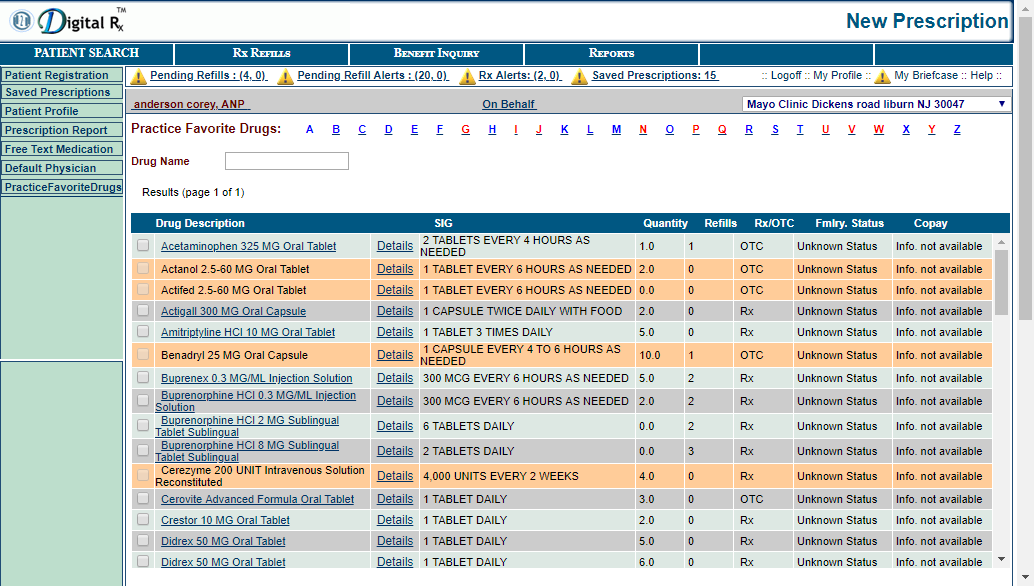 Digital Rx™
New Prescription
PATIENT SEARCH
RX REFILLS
BENEFIT INQUIRY
REPORTS
Patient Registration
Saved Prescriptions
Patient Profile
Prescription Report
Free Text Medication
Default Physician
PracticeFavoriteDrugs
Pending Refills : (4, 0) Pending Refill Alerts : (20, 0) Rx Alerts: (2, 0) Saved Prescriptions: 15 :: Logoff :: My Profile :: My Briefcase :: Help ::
anderson corey, ANP On Behalf Mayo Clinic Dickens road liburn NJ 30047
Practice Favorite Drugs: A B C D E F G H I J K L M N O P Q R S T U V W X Y Z
Drug Name
Results (page 1 of 1)
Drug Description SIG Quantity Refills Rx/OTC Fmlry. Status Copay
Acetaminophen 325 MG Oral Tablet Details 2 TABLETS EVERY 4 HOURS AS NEEDED 1.0 1 OTC Unknown Status Info. not available
Actanol 2.5-60 MG Oral Tablet Details 1 TABLET EVERY 6 HOURS AS NEEDED 2.0 0 OTC Unknown Status Info. not available
Actifed 2.5-60 MG Oral Tablet Details 1 TABLET EVERY 6 HOURS AS NEEDED 0.0 0 OTC Unknown Status Info. not available
Actigall 300 MG Oral Capsule Details 1 CAPSULE TWICE DAILY WITH FOOD 2.0 0 Rx Unknown Status Info. not available
Amitriptyline HCl 10 MG Oral Tablet Details 1 TABLET 3 TIMES DAILY 5.0 0 Rx Unknown Status Info. not available
Benadryl 25 MG Oral Capsule Details 1 CAPSULE EVERY 4 TO 6 HOURS AS NEEDED 10.0 1 OTC Unknown Status Info. not available
Buprenex 0.3 MG/ML Injection Solution Details 300 MCG EVERY 6 HOURS AS NEEDED 5.0 2 Rx Unknown Status Info. not available
Buprenorphine HCl 0.3 MG/ML Injection Solution Details 300 MCG EVERY 6 HOURS AS NEEDED 2.0 2 Rx Unknown Status Info. not available
Buprenorphine HCl 2 MG Sublingual Tablet Sublingual Details 6 TABLETS DAILY 0.0 2 Rx Unknown Status Info. not available
Buprenorphine HCl 8 MG Sublingual Tablet Sublingual Details 2 TABLETS DAILY 0.0 3 Rx Unknown Status Info. not available
Cerezyme 200 UNIT Intravenous Solution Reconstituted Details 4,000 UNITS EVERY 2 WEEKS 4.0 0 Rx Unknown Status Info. not available
Cerovite Advanced Formula Oral Tablet Details 1 TABLET DAILY 3.0 0 OTC Unknown Status Info. not available
Crestor 10 MG Oral Tablet Details 1 TABLET DAILY 2.0 0 Rx Unknown Status Info. not available
Didrex 50 MG Oral Tablet Details 1 TABLET DAILY 5.0 0 Rx Unknown Status Info. not available
Didrex 50 MG Oral Tablet Details 1 TABLET DAILY 6.0 0 Rx Unknown Status Info. not available